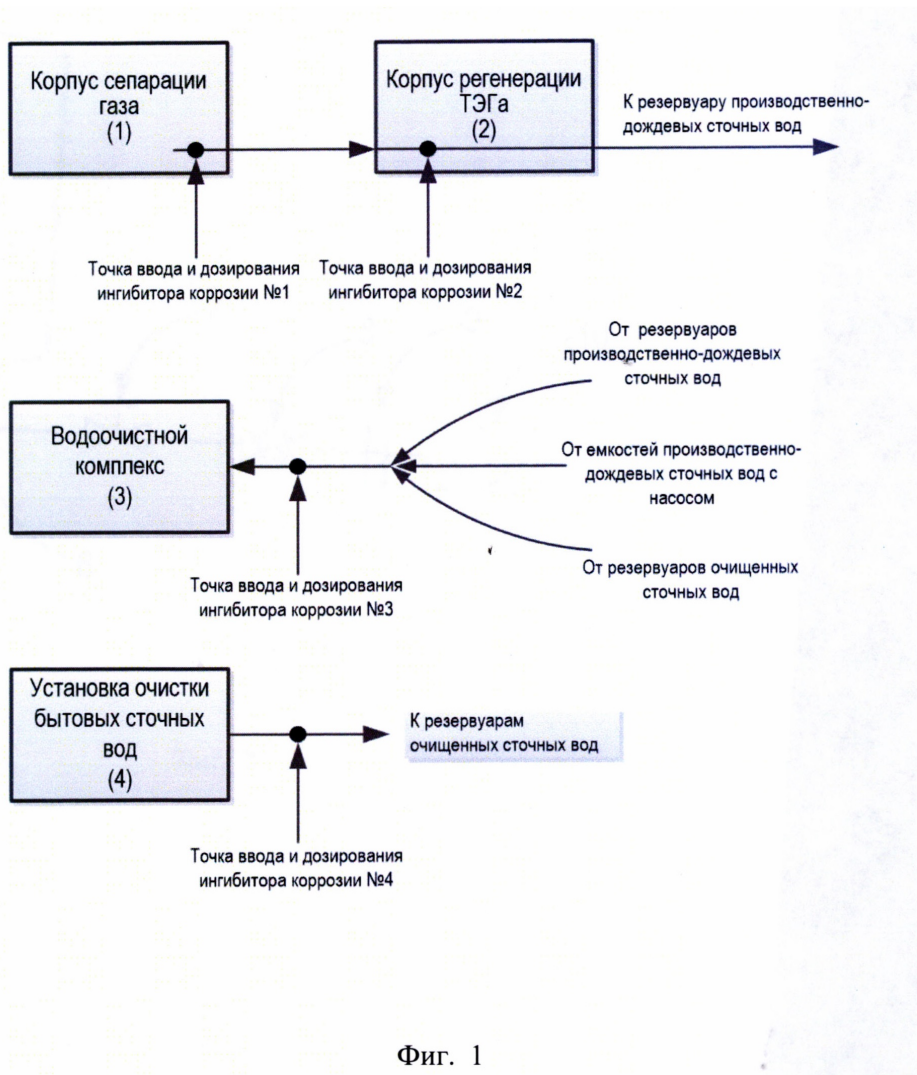 Корпус сепарации
газа
(1)
Корпус регенерации
ТЭГа
(2)
К резервуару производственно-
дождевых сточных вод
Точка ввода и дозирования
ингибитора коррозии №1
Точка ввода и дозирования
ингибитора коррозии №2
От резервуаров
производственно-дождевых
сточных вод
Водоочистной
комплекс
(3)
От емкостей производственно-
дождевых сточных вод с
насосом
Точка ввода и дозирования
ингибитора коррозии №3
От резервуаров очищенных
сточных вод
Установка очистки
бытовых сточных
вод
(4)
К резервуарам
очищенных сточных вод
Точка ввода и дозирования
ингибитора коррозии №4
Фиг. 1